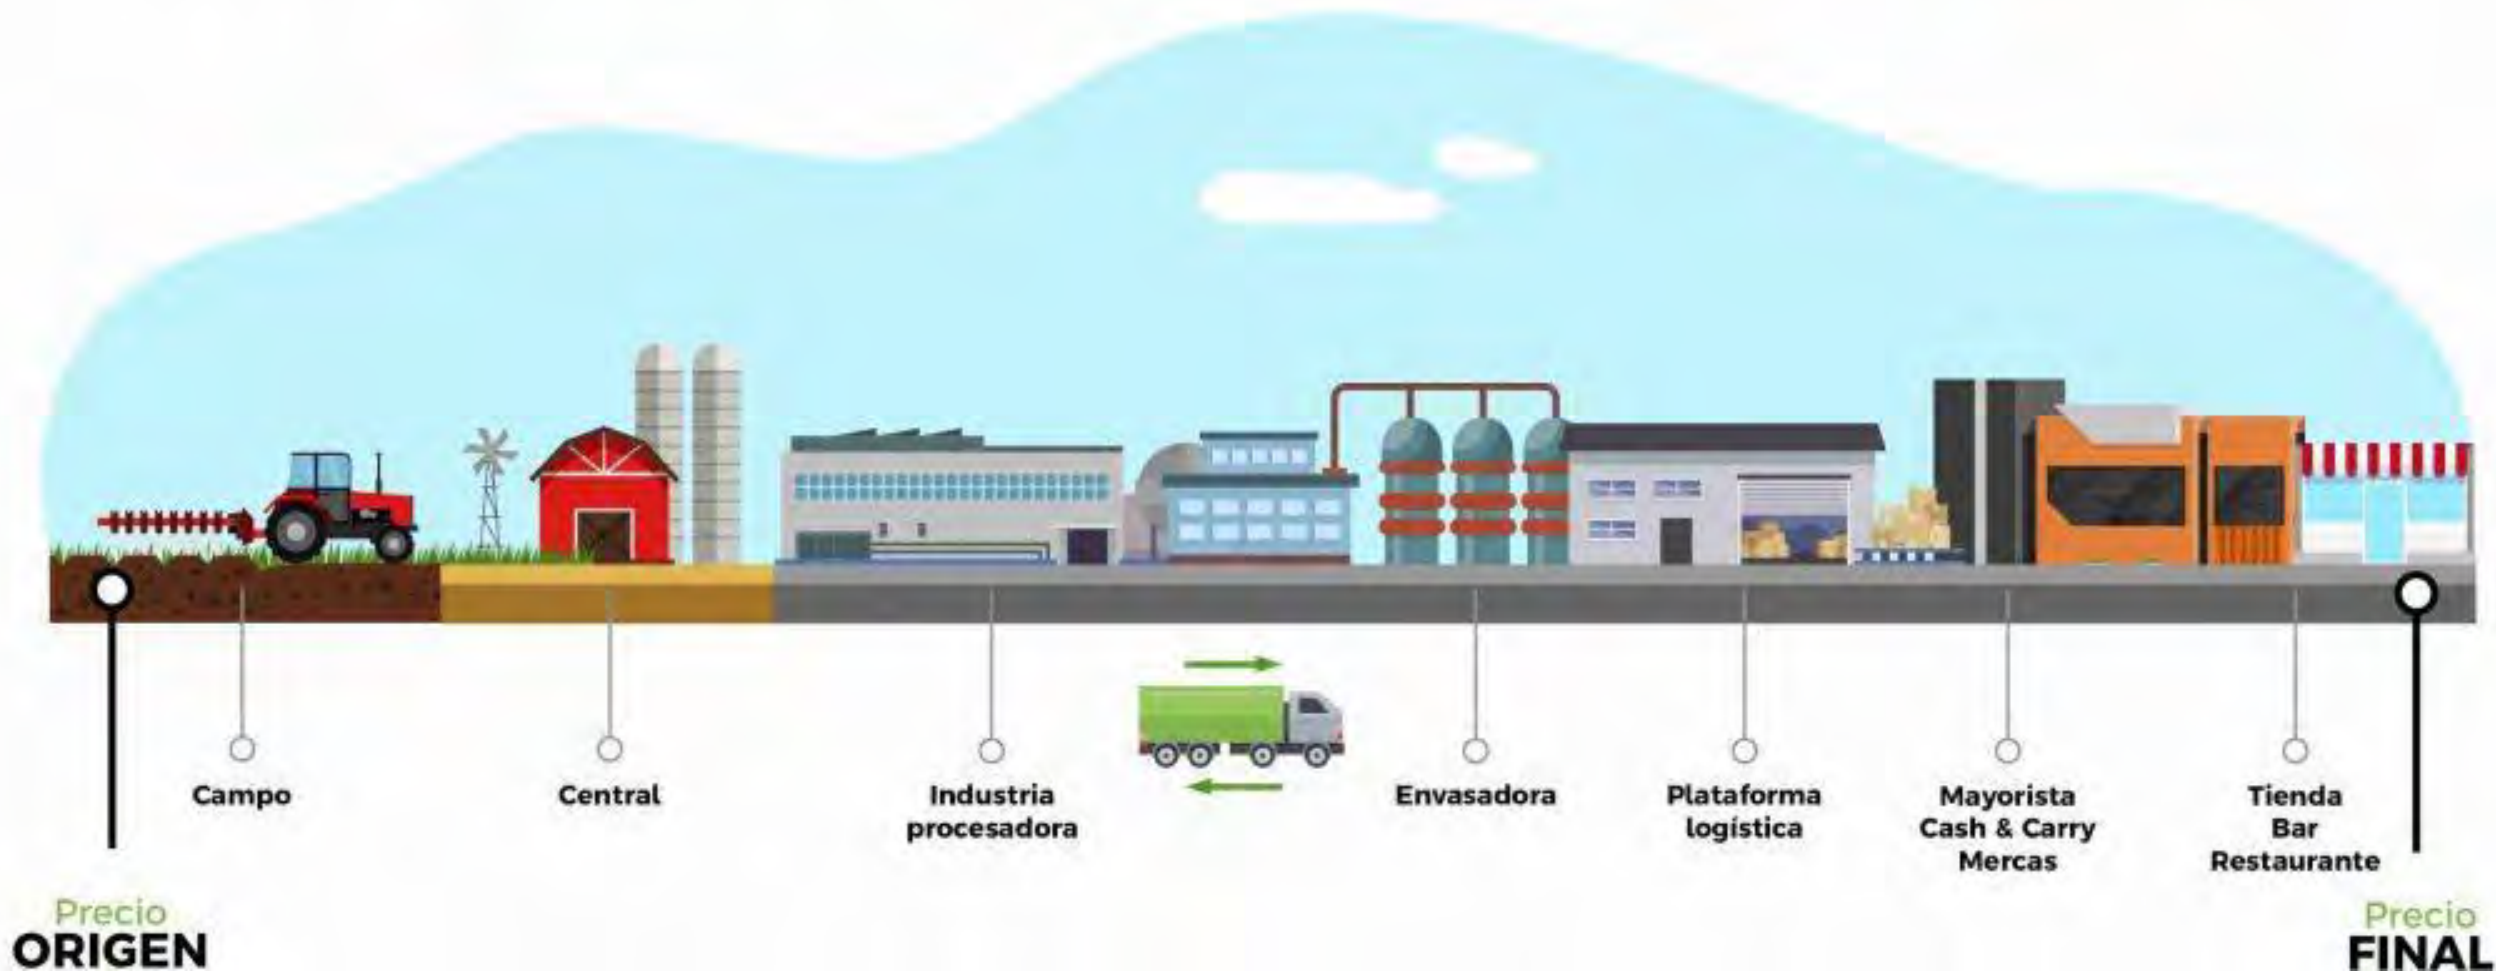 Campo
Central
Industria
procesadora
Envasadora
Plataforma
logística
Mayorista
Cash & Carry
Mercas
Tienda
Bar
Restaurante
Precio
ORIGEN
Precio
FINAL